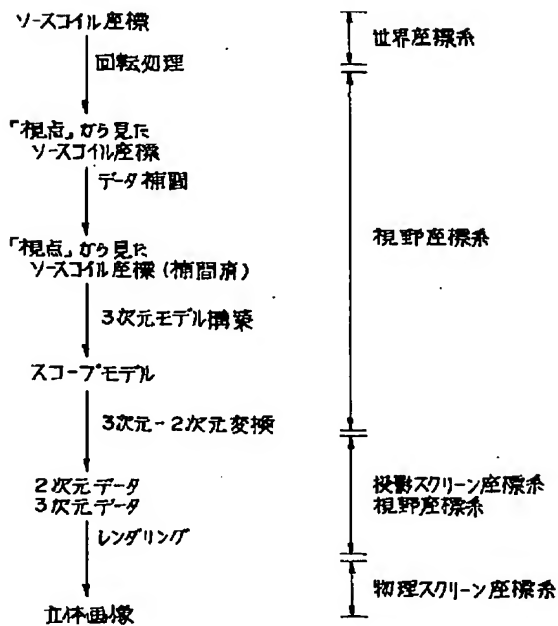 ソースコイル座標
世界座標系
回転処理
「視点」から見た
ソースコイル座標
データ補間
視野座標系
「視点」から見た
ソースコイル座標(補間済)
3次元モデル構築
スコープモデル
3次元-2次元変換
2次元データ
3次元データ
投影スクリーン座標系
視野座標系
レンダリング
物理スクリーン座標系
立体画像